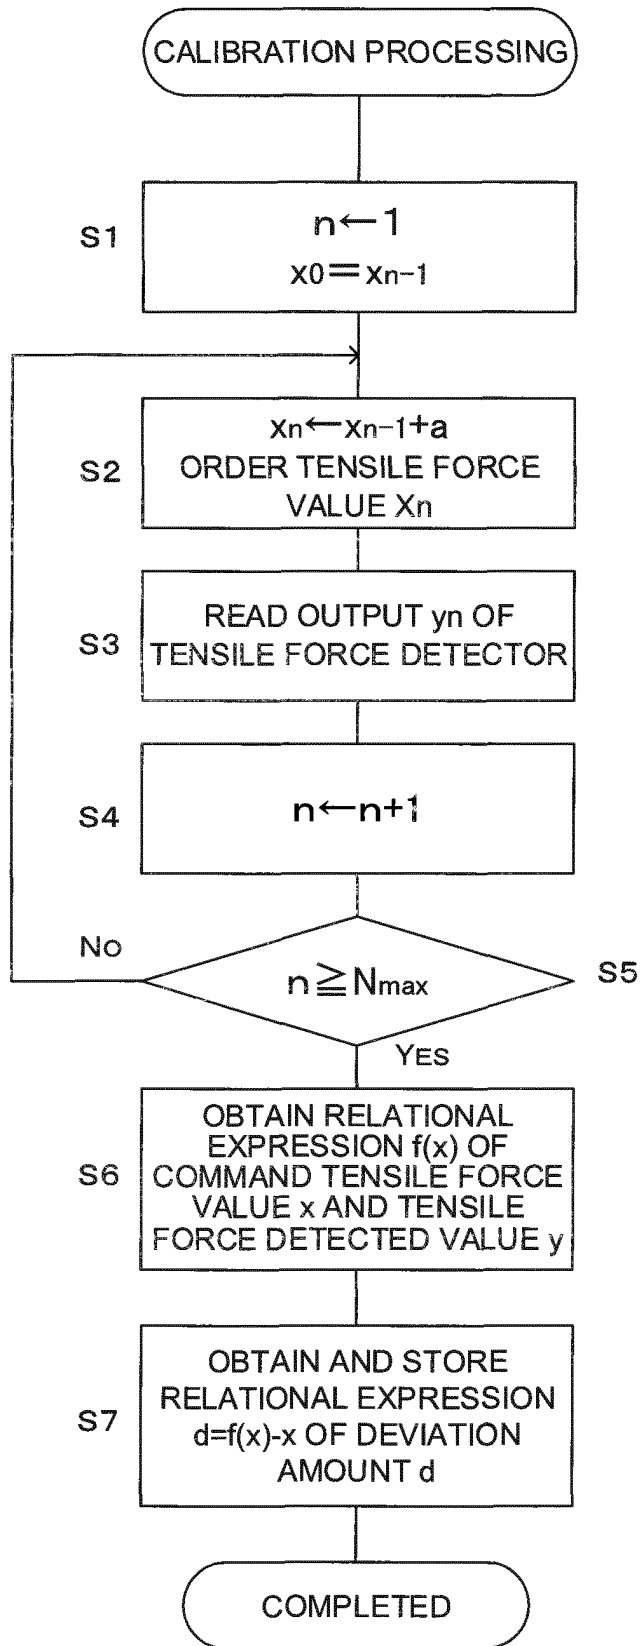 CALIBRATION PROCESSING
S1
n←1
x0=xn-1
S2
xn←xn-1+a
ORDER TENSILE FORCE
VALUE Xn
S3
READ OUTPUT yn OF
TENSILE FORCE DETECTOR
S4
n←n+1
No
n≧Nmax
S5
YES
S6
OBTAIN RELATIONAL
EXPRESSION f(x) OF
COMMAND TENSILE FORCE
VALUE x AND TENSILE
FORCE DETECTED VALUE y
S7
OBTAIN AND STORE
RELATIONAL EXPRESSION
d=f(x)-x OF DEVIATION
AMOUNT d
COMPLETED